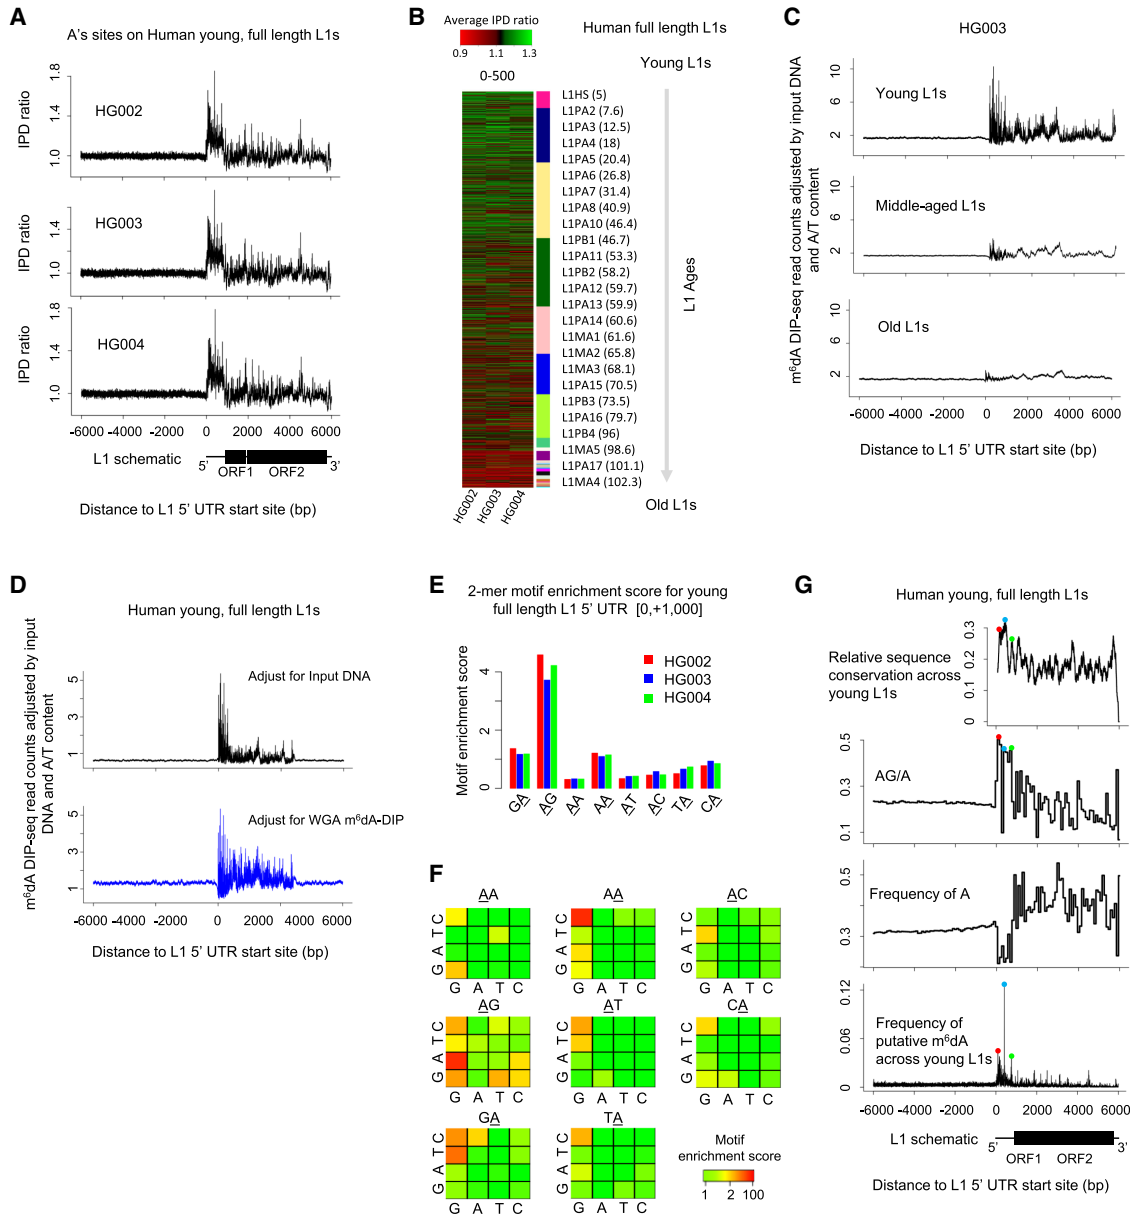 A
A's sites on Human young, full length L1s
IPD ratio
1.8
1.4
1.0
HG002
IPD ratio
1.4
1.0
HG003
IPD ratio
1.8
1.4
1.0
HG004
-6000 -4000 -2000 0 2000 4000 6000
L1 schematic
5' ORF1 ORF2 3'
Distance to L1 5' UTR start site (bp)
B
Average IPD ratio
0.9 1.1 1.3
Human full length L1s
0-500
Young L1s
L1HS (5)
L1PA2 (7.6)
L1PA3 (12.5)
L1PA4 (18)
L1PA5 (20.4)
L1PA6 (26.8)
L1PA7 (31.4)
L1PA8 (40.9)
L1PA10 (46.4)
L1PB1 (46.7)
L1PA11 (53.3)
L1PB2 (58.2)
L1PA12 (59.7)
L1PA13 (59.9)
L1PA14 (60.6)
L1MA1 (61.6)
L1MA2 (65.8)
L1MA3 (68.1)
L1PA15 (70.5)
L1PB3 (73.5)
L1PA16 (79.7)
L1PB4 (96)
L1MA5 (98.6)
L1PA17 (101.1)
L1MA4 (102.3)
L1 Ages
HG002 HG003 HG004
Old L1s
C
HG003
m⁶dA DIP-seq read counts adjusted by input DNA
and A/T content
10
6
2
Young L1s
10
6
2
Middle-aged L1s
10
6
2
Old L1s
-6000 -4000 -2000 0 2000 4000 6000
Distance to L1 5' UTR start site (bp)
D
Human young, full length L1s
m⁶dA DIP-seq read counts adjusted by input
DNA and A/T content
5
3
1
Adjust for Input DNA
5
3
1
Adjust for WGA m⁶dA-DIP
-6000 -4000 -2000 0 2000 4000 6000
Distance to L1 5' UTR start site (bp)
E
2-mer motif enrichment score for young
full length L1 5' UTR [0,+1,000]
Motif enrichment score
4
2
0
HG002
HG003
HG004
GA AG AA AA AT AC TA CA
F
AA AA AC
G A T C
G A T C
G A T C
G A T C
G A T C
G A T C
AG AT CA
G A T C
G A T C
G A T C
G A T C
G A T C
G A T C
GA TA
G A T C
G A T C
G A T C
G A T C
Motif
enrichment score
1 2 100
G
Human young, full length L1s
Relative sequence
conservation across
young L1s
0.3
0.2
0.1
0
AG/A
0.5
0.3
0.1
Frequency of A
0.5
0.3
Frequency of
putative m⁶dA
across young L1s
0.12
0.06
0
-6000 -4000 -2000 0 2000 4000 6000
L1 schematic
5' 3'
ORF1 ORF2
Distance to L1 5' UTR start site (bp)